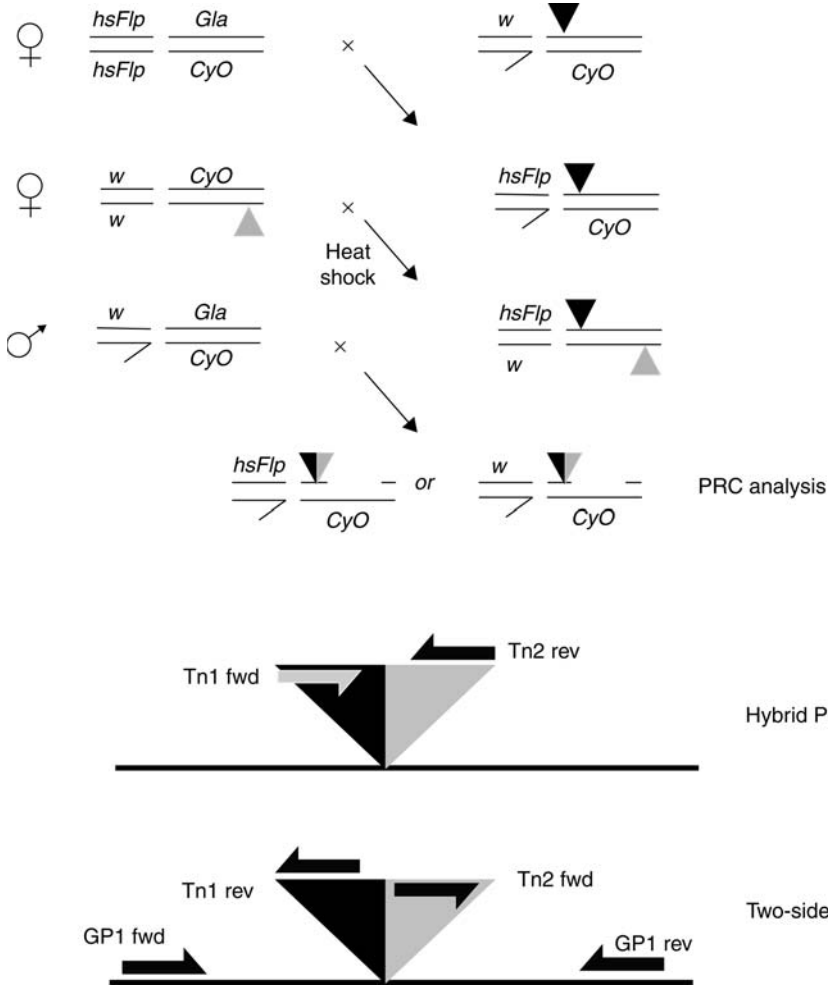 hsFlp Gla w
♀ × 
hsFlp CyO CyO
w CyO hsFlp
♀ ×
w CyO
Heat
shock
w Gla hsFlp
♂ ×
CyO w
hsFlp or w
PRC analysis
CyO CyO
Tn2 rev
Tn1 fwd
Hybrid P
Tn1 rev
Tn2 fwd
Two-side
GP1 fwd
GP1 rev